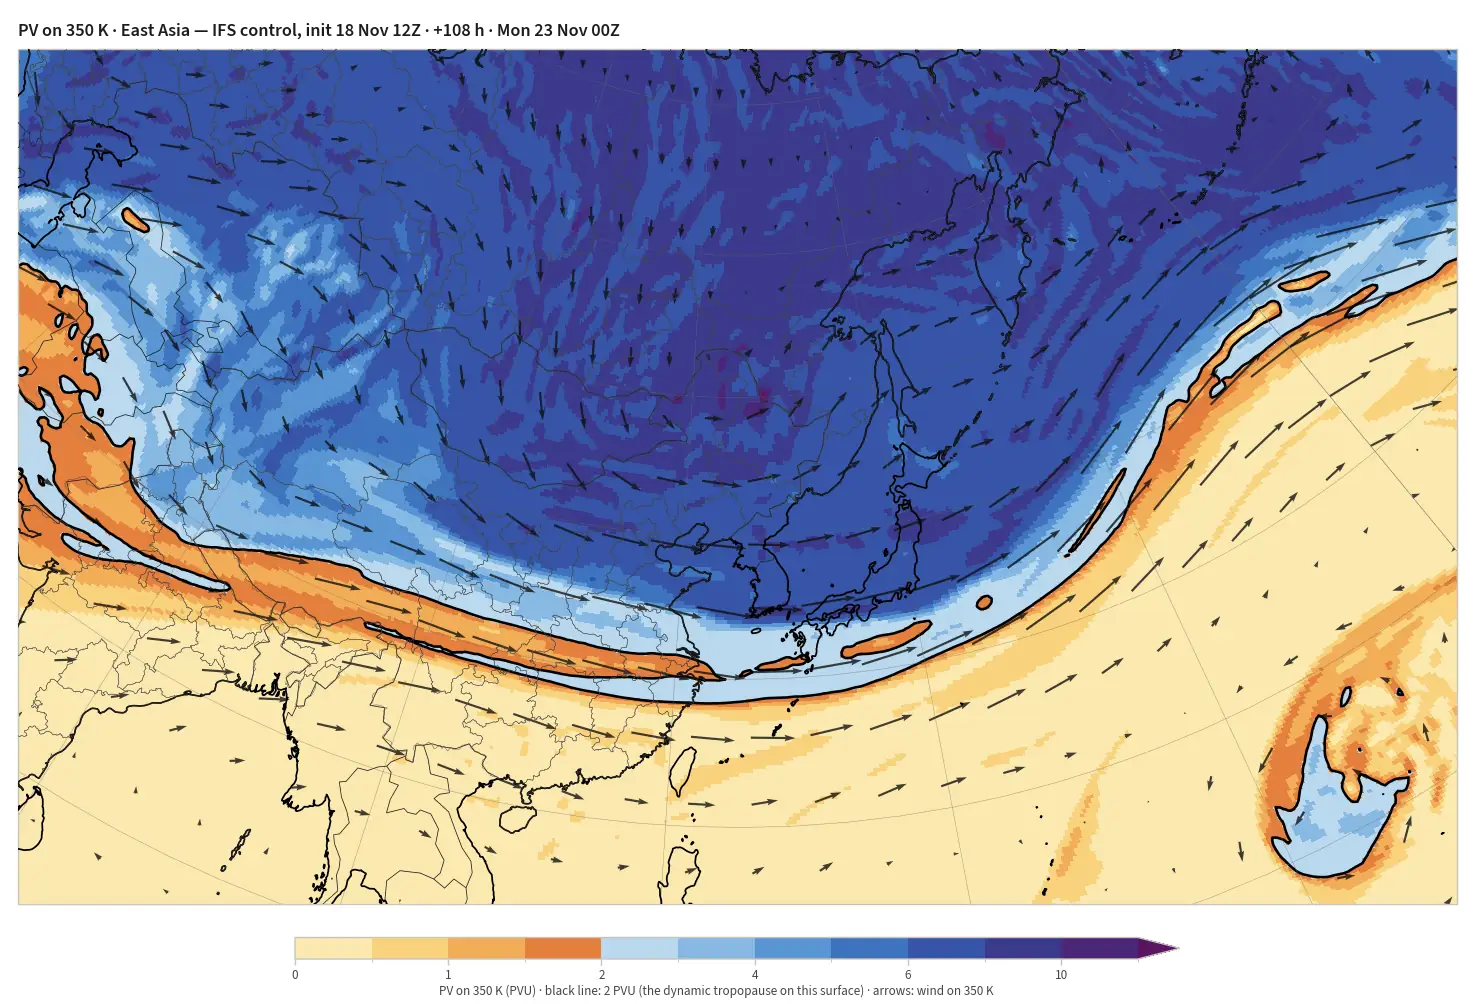 PV on 350 K · East Asia — IFS control, init 18 Nov 12Z · +108 h · Mon 23 Nov 00Z
0 1 2 4 6 10
PV on 350 K (PVU) · black line: 2 PVU (the dynamic tropopause on this surface) · arrows: wind on 350 K